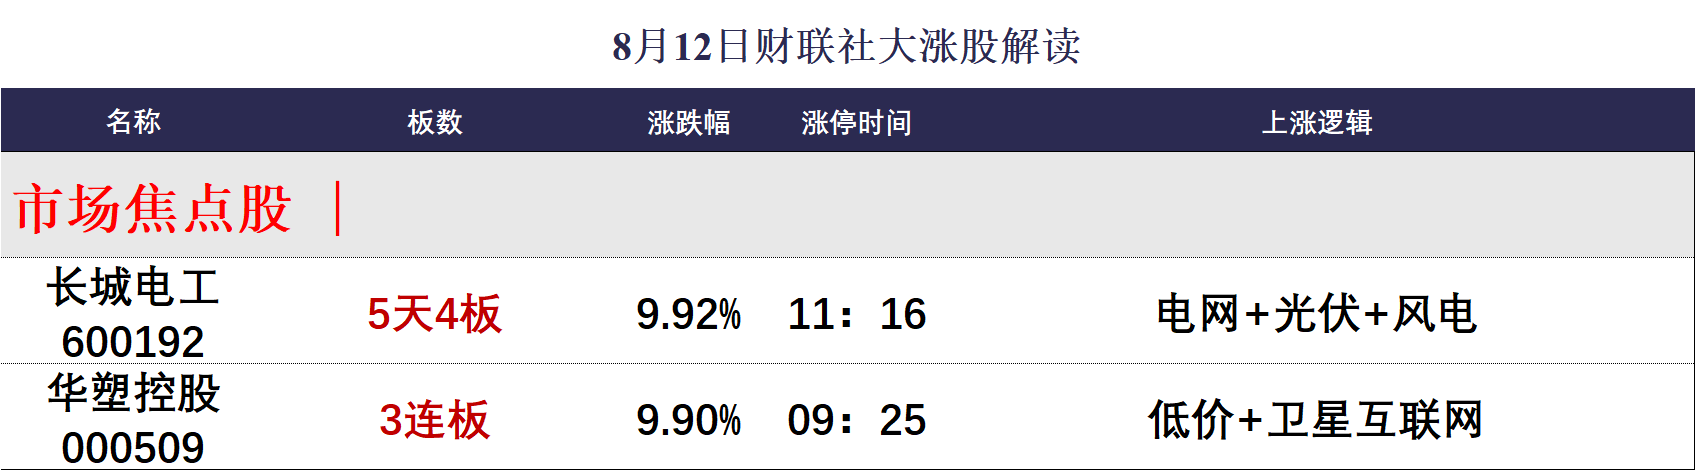 8月12日财联社大涨股解读
名称 板数 涨跌幅 涨停时间 上涨逻辑
市场焦点股 |
长城电工
600192 5天4板 9.92% 11：16 电网+光伏+风电
华塑控股
000509 3连板 9.90% 09：25 低价+卫星互联网